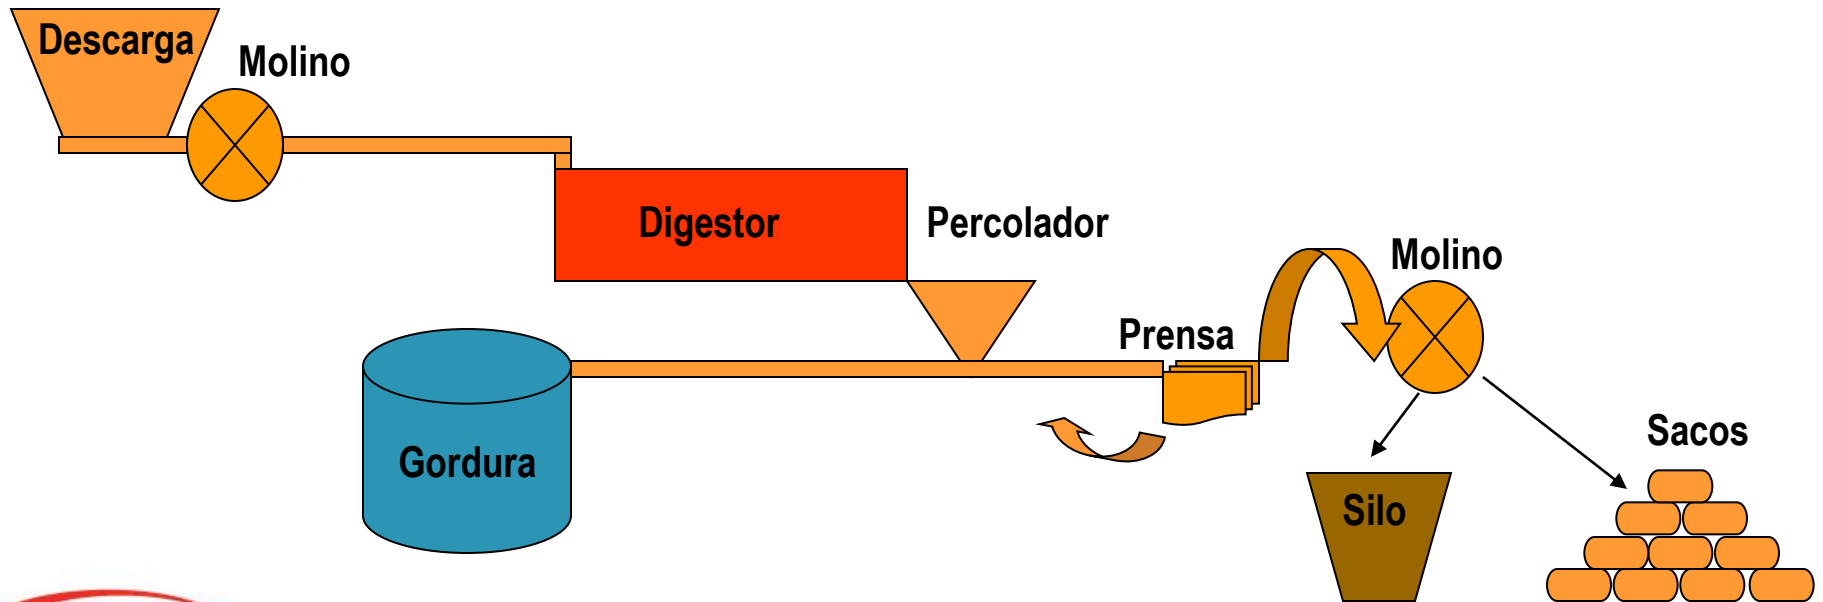 Descarga
Molino
Digestor
Percolador
Molino
Prensa
Gordura
Sacos
Silo